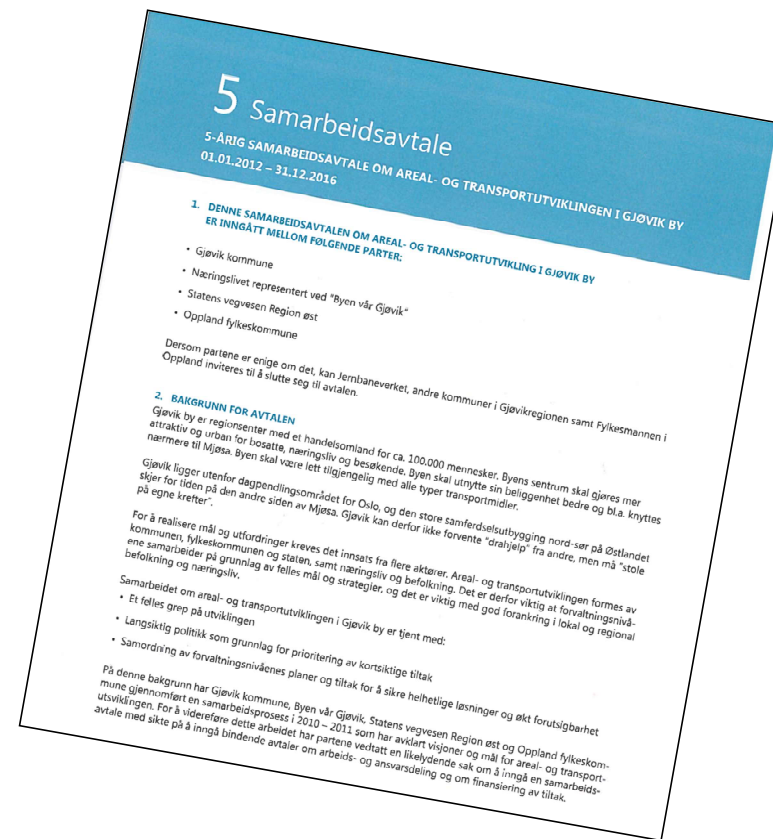 5 Samarbeidsavtale
5-ÅRIG SAMARBEIDSAVTALE OM AREAL- OG TRANSPORTUTVIKLINGEN I GJØVIK BY
01.01.2012 – 31.12.2016
1. DENNE SAMARBEIDSAVTALEN OM AREAL- OG TRANSPORTUTVIKLING I GJØVIK BY
ER INNGÅTT MELLOM FØLGENDE PARTER:
• Gjøvik kommune
• Næringslivet representert ved "Byen vår Gjøvik"
• Statens vegvesen Region øst
• Oppland fylkeskommune
Dersom partene er enige om det, kan Jernbaneverket, andre kommuner i Gjøvikregionen samt Fylkesmannen i
Oppland inviteres til å slutte seg til avtalen.
2. BAKGRUNN FOR AVTALEN
Gjøvik by er regionsenter med et handelsomland for ca. 100.000 mennesker. Byens sentrum skal gjøres mer
attraktiv og urban for bosatte, næringsliv og besøkende. Byen skal utnytte sin beliggenhet bedre og bl.a. knyttes
nærmere til Mjøsa. Byen skal være lett tilgjengelig med alle typer transportmidler.
Gjøvik ligger utenfor dagpendlingsområdet for Oslo, og den store samferdselsutbygging nord-sør på Østlandet
skjer for tiden på den andre siden av Mjøsa. Gjøvik kan derfor ikke forvente "drahjelp" fra andre, men må "stole
på egne krefter".
For å realisere mål og utfordringer kreves det innsats fra flere aktører. Areal- og transportutviklingen formes av
kommunen, fylkeskommunen og staten, samt næringsliv og befolkning. Det er derfor viktig at forvaltningsnivå-
ene samarbeider på grunnlag av felles mål og strategier, og det er viktig med god forankring i lokal og regional
befolkning og næringsliv.
Samarbeidet om areal- og transportutviklingen i Gjøvik by er tjent med:
• Et felles grep på utviklingen
• Langsiktig politikk som grunnlag for prioritering av kortsiktige tiltak
• Samordning av forvaltningsnivåenes planer og tiltak for å sikre helhetlige løsninger og økt forutsigbarhet
På denne bakgrunn har Gjøvik kommune, Byen vår Gjøvik, Statens vegvesen Region øst og Oppland fylkeskom-
mune gjennomført en samarbeidsprosess i 2010 – 2011 som har avklart visjoner og mål for areal- og transport-
utsviklingen. For å videreføre dette arbeidet har partene vedtatt en likelydende sak om å inngå en samarbeids-
avtale med sikte på å inngå bindende avtaler om arbeids- og ansvarsdeling og om finansiering av tiltak.